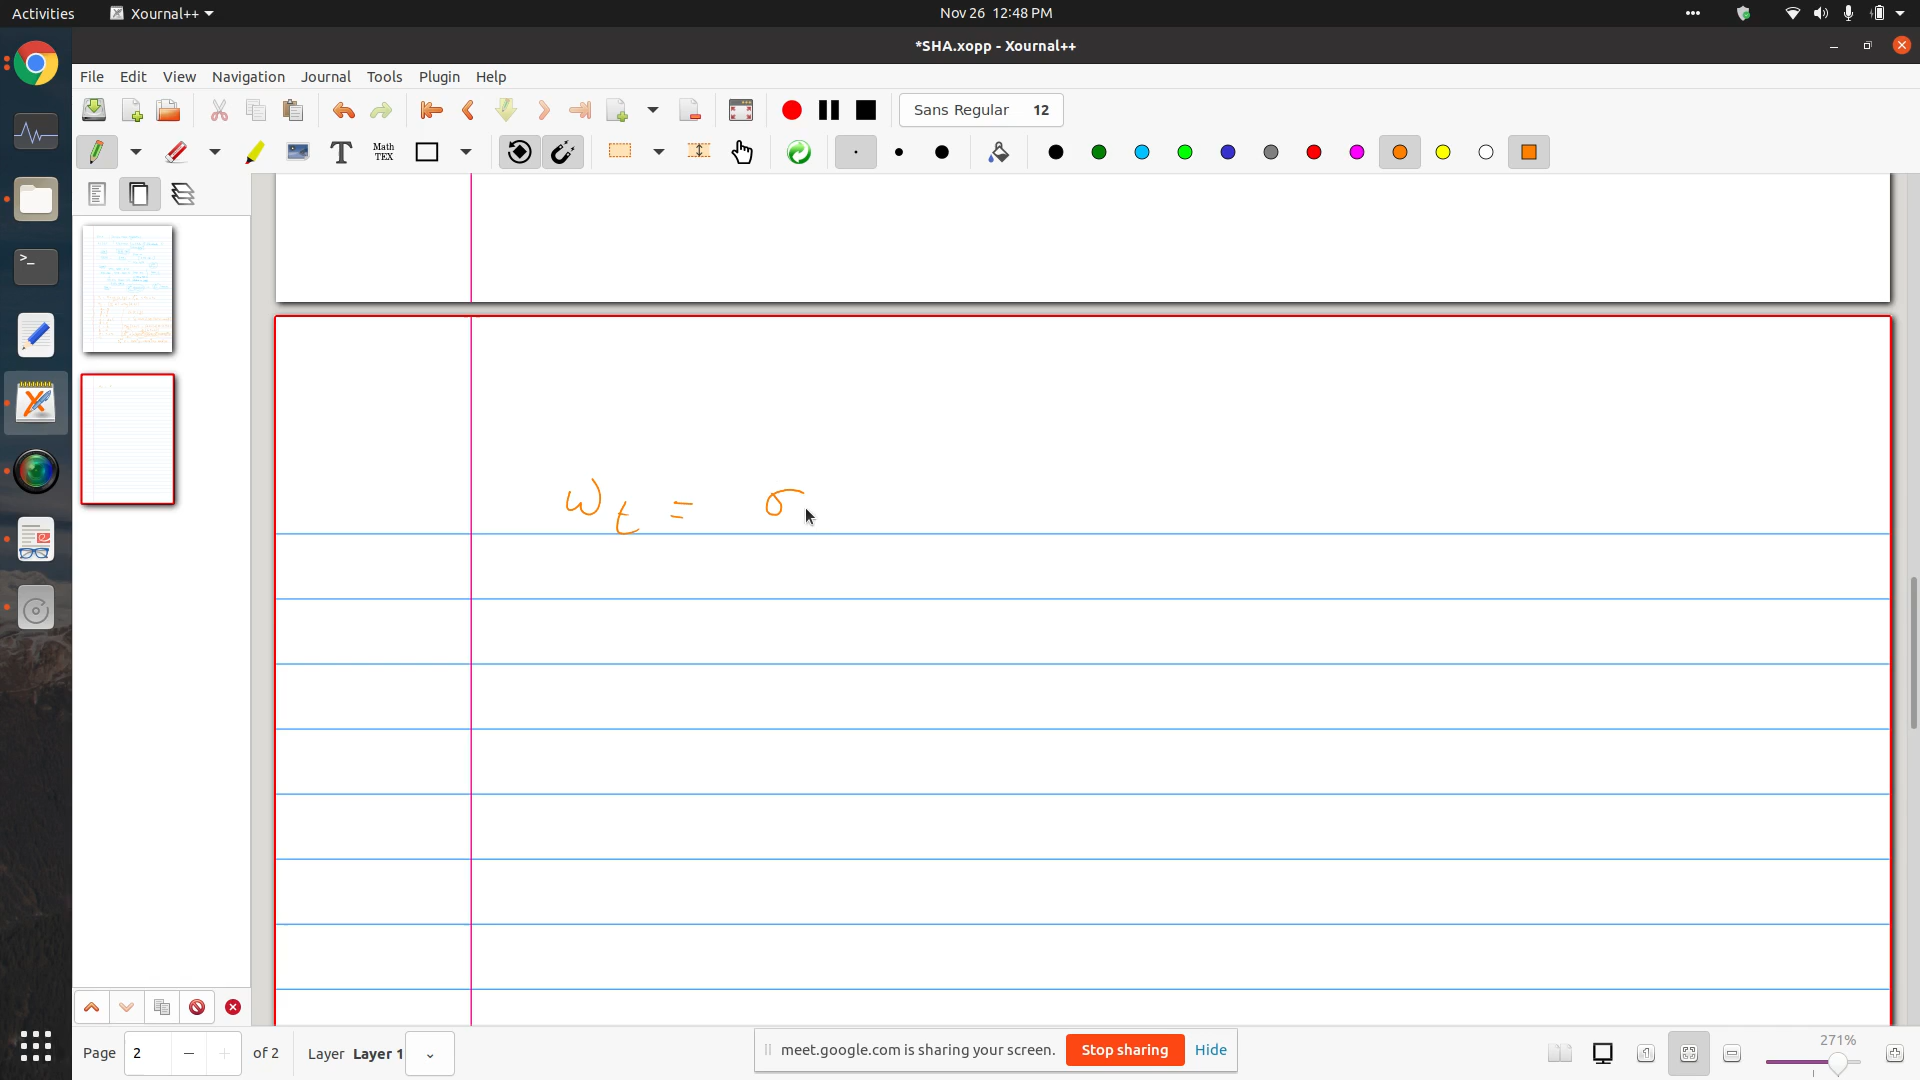 Activities Xournal++ Nov 26 12:48 PM
*SHA.xopp - Xournal++
File Edit View Navigation Journal Tools Plugin Help
Sans Regular 12
Math
TEX
ω t = σ
Page 2 of 2 Layer Layer 1 meet.google.com is sharing your screen. Stop sharing Hide 271%